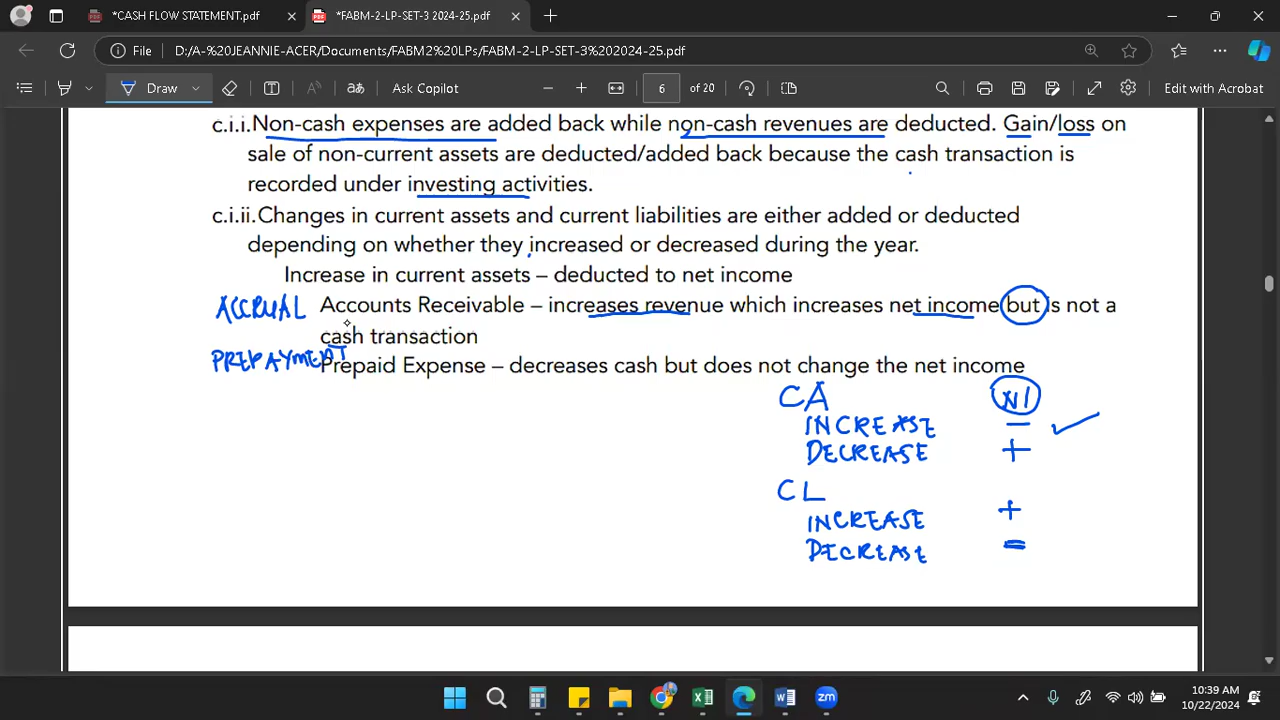 *CASH FLOW STATEMENT.pdf
*FABM-2-LP-SET-3 2024-25.pdf
File
D:/A-%20JEANNIE-ACER/Documents/FABM2%20LPs/FABM-2-LP-SET-3%202024-25.pdf
Draw
aあ
Ask Copilot
6 of 20
Edit with Acrobat
c.i.i.Non-cash expenses are added back while non-cash revenues are deducted. Gain/loss on
sale of non-current assets are deducted/added back because the cash transaction is
recorded under investing activities.
c.i.ii.Changes in current assets and current liabilities are either added or deducted
depending on whether they increased or decreased during the year.
Increase in current assets – deducted to net income
ACCRUAL Accounts Receivable – increases revenue which increases net income but is not a
cash transaction
PREPAYMENT Prepaid Expense – decreases cash but does not change the net income
CA NI
INCREASE –
DECREASE +
CL
INCREASE +
DECREASE =
10:39 AM
10/22/2024